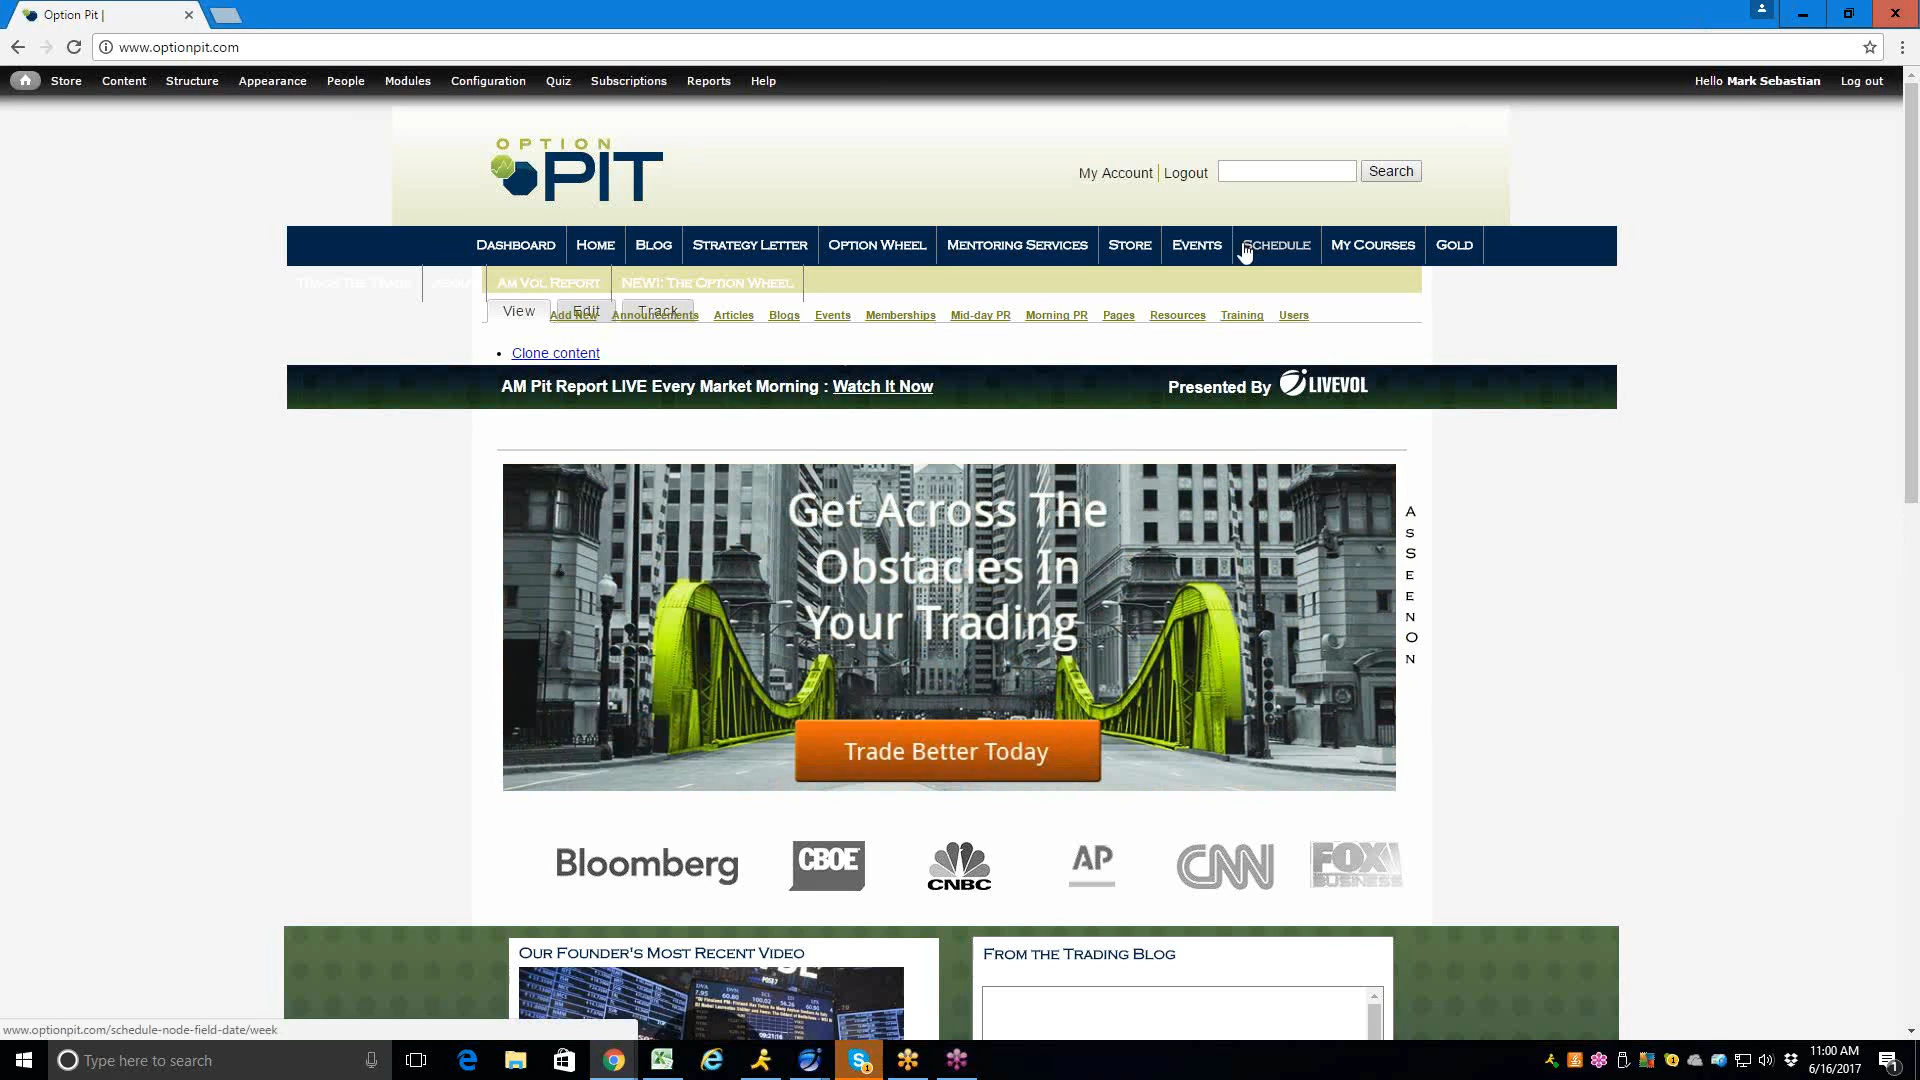 Option Pit |
www.optionpit.com
Store Content Structure Appearance People Modules Configuration Quiz Subscriptions Reports Help
Hello Mark Sebastian Log out
OPTION
PIT
My Account Logout Search
Dashboard Home Blog Strategy Letter Option Wheel Mentoring Services Store Events Schedule My Courses Gold
Am Vol Report NEW!: The Option Wheel
View Edit Track
Add New Announcements Articles Blogs Events Memberships Mid-day PR Morning PR Pages Resources Training Users
Clone content
AM Pit Report LIVE Every Market Morning : Watch It Now
Presented By LIVEVOL
Get Across The
Obstacles In
Your Trading
Trade Better Today
A
S
S
E
E
N
O
N
Bloomberg CBOE CNBC AP CNN FOX BUSINESS
Our Founder's Most Recent Video
From the Trading Blog
www.optionpit.com/schedule-node-field-date/week
Type here to search
11:00 AM
6/16/2017